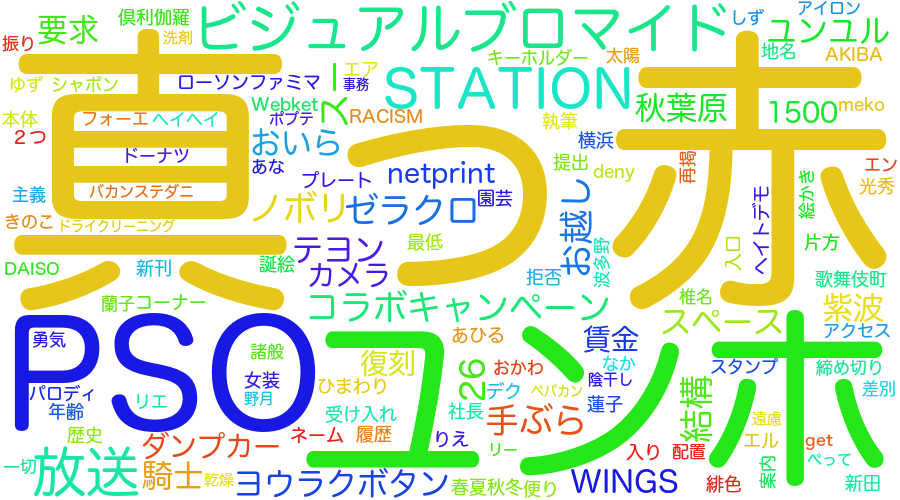 倶利伽羅
ビジュアルブロマイド
アイロン
しず
要求
ユンユル
振り
洗剤
キーホルダー
太陽
地名
AKIBA
真っ赤
ゆず
シャボン
ローソンファミマ
エア
事務
スー
STATION
Webket
ポプテ
RACISM
秋葉原
1500
meko
本体
フォーエ
ヘイヘイ
執筆
2つ
おいら
横浜
ドーナツ
あな
netprint
提出
deny
再掲
エン
主義
バカンステダニ
プレート
園芸
光秀
絵かき
ヘイトデモ
きのこ
ドライクリーニング
ノボリ
ゼラクロ
お越し
テヨン
最低
波多野
入口
片方
DAISO
新刊
誕絵
カメラ
拒否
歌舞伎町
蘭子コーナー
コラボキャンペーン
椎名
紫波
スペース
PSO
ユンホ
勇気
諸般
復刻
あひる
賃金
アクセス
なか
パロディ
女装
ひまわり
26
おかわ
陰干し
スタンプ
締め切り
年齢
リエ
野月
デク
ベバカン
蓮子
差別
受け入れ
社長
手ぶら
結構
遠慮
歴史
ダンプカー
ネーム
履歴
りえ
リー
入り
配置
エル
get
一切
放送
騎士
乾燥
ヨウラクボタン
春夏秋冬
便り
WINGS
緋色
案内
ぺって
新田